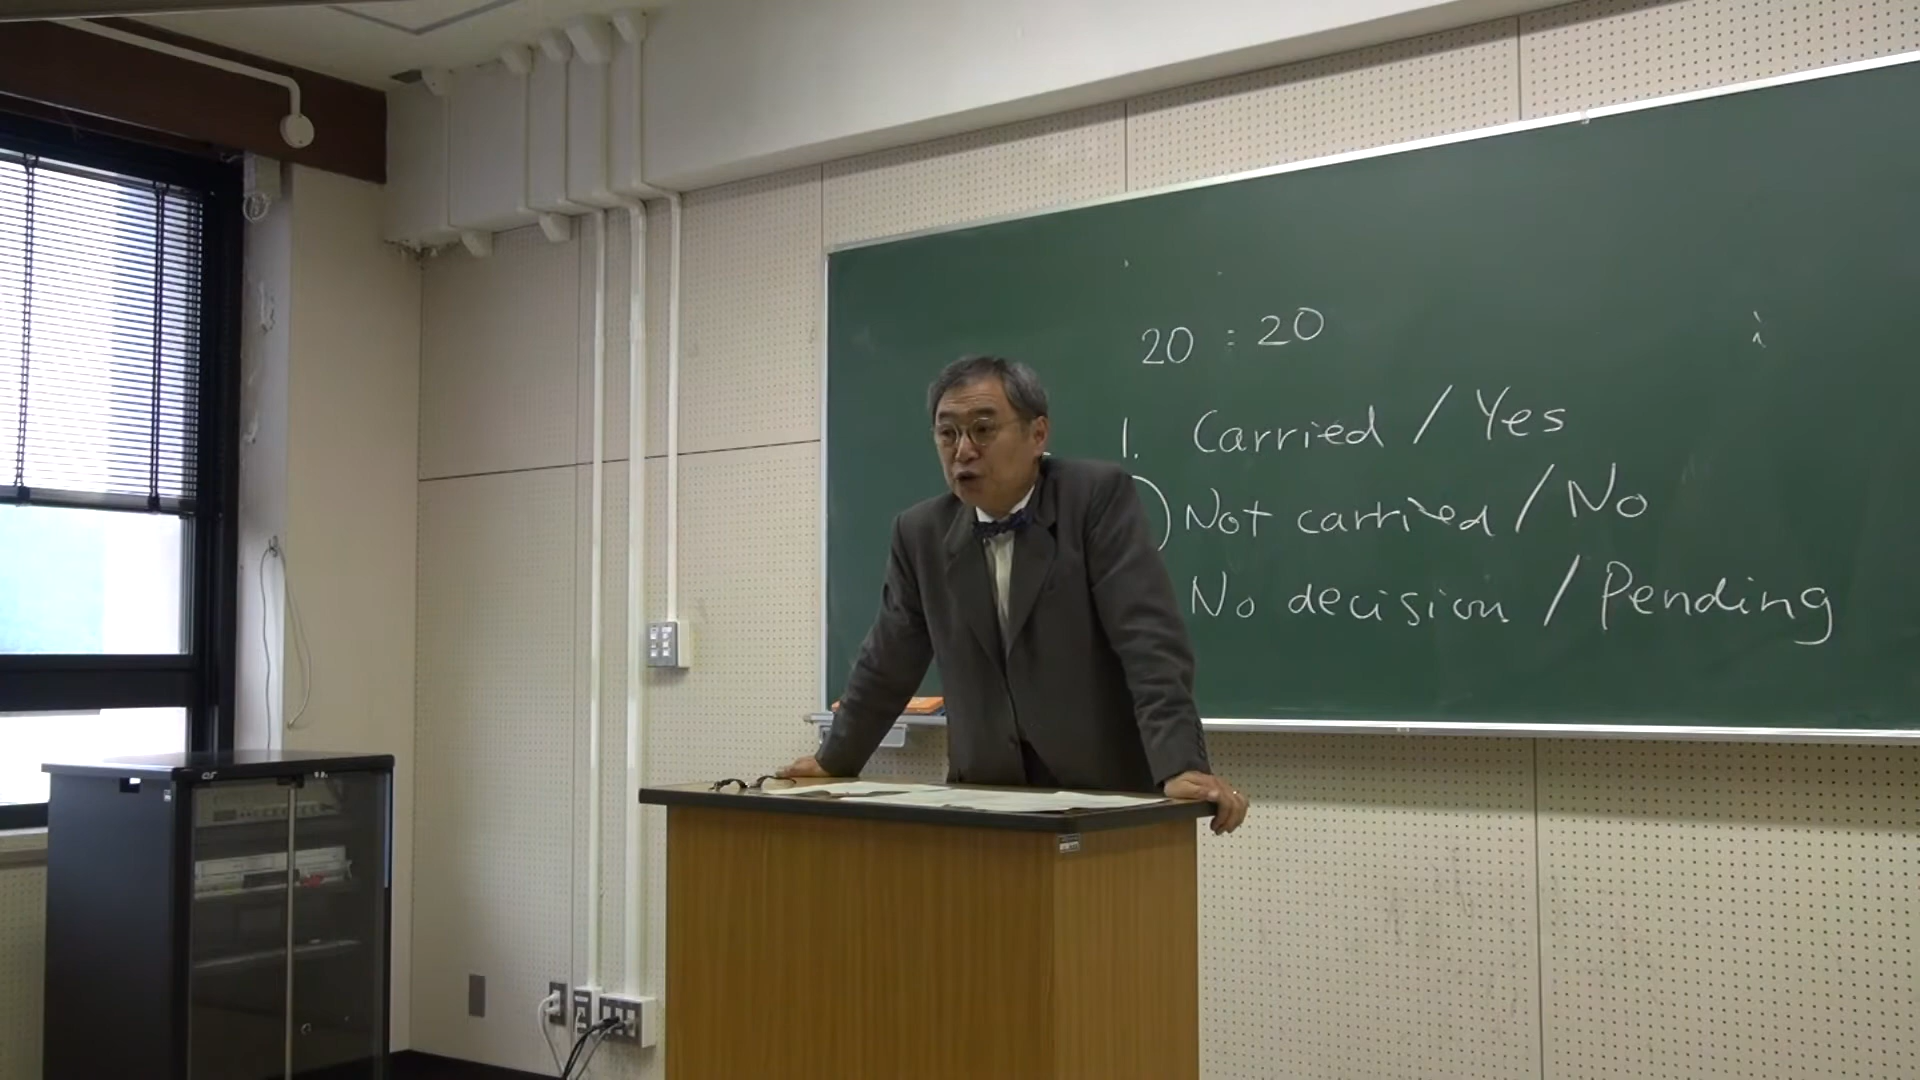 20 : 20
1. Carried / Yes
) Not carried / No
No decision / Pending